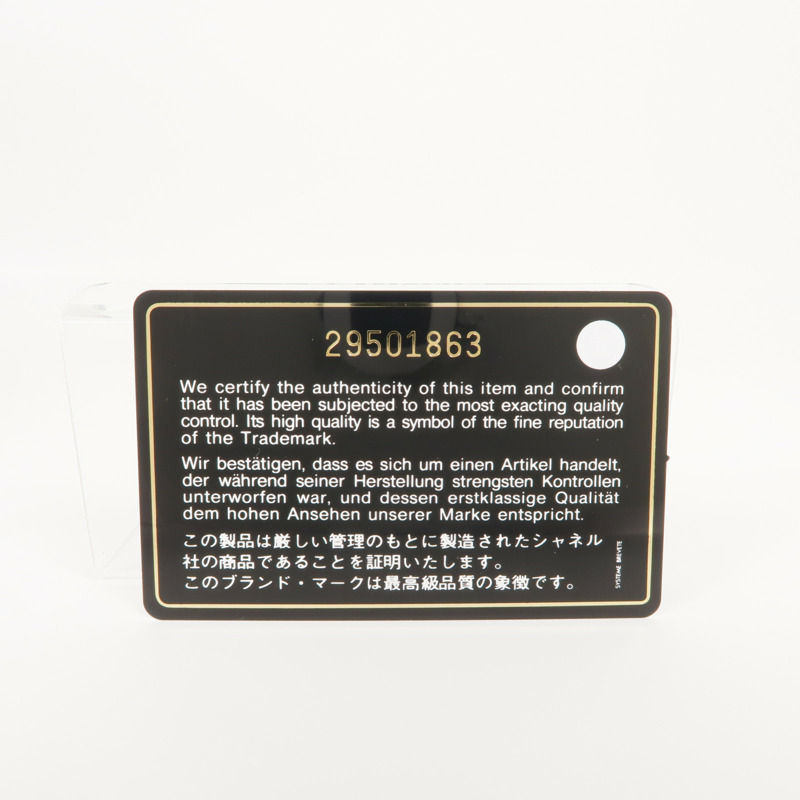 29501863
We certify the authenticity of this item and confirm
that it has been subjected to the most exacting quality
control. Its high quality is a symbol of the fine reputation
of the Trademark.
Wir bestätigen, dass es sich um einen Artikel handelt,
der während seiner Herstellung strengsten Kontrollen
unterworfen war, und dessen erstklassige Qualität
dem hohen Ansehen unserer Marke entspricht.
この製品は厳しい管理のもとに製造されたシャネル
社の商品であることを証明いたします。
このブランド・マークは最高級品質の象徴です。
SYSTEME BREVETE